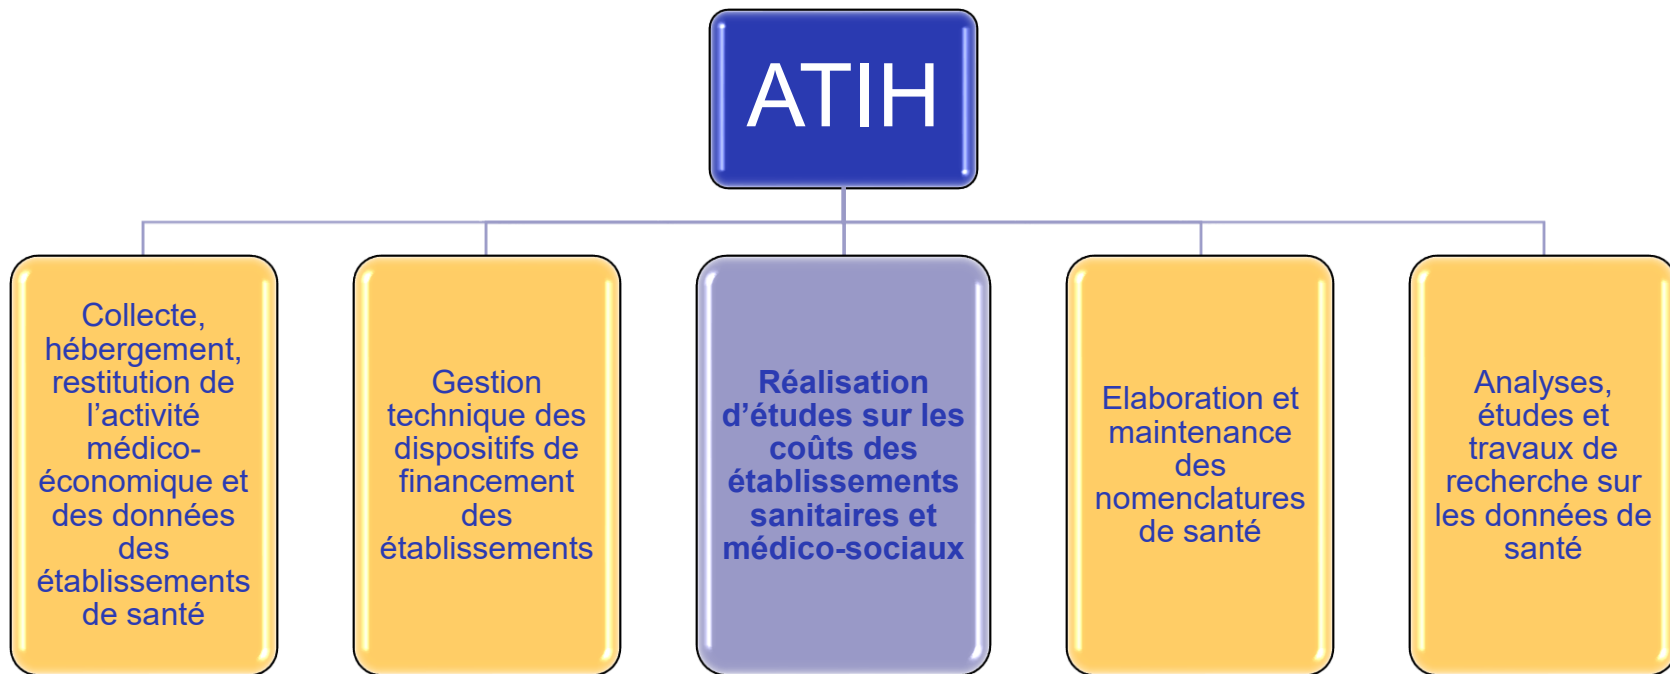 ATIH
Collecte,
hébergement,
restitution de
l’activité
médico-
économique et
des données
des
établissements
de santé
Gestion
technique des
dispositifs de
financement
des
établissements
Réalisation
d’études sur les
coûts des
établissements
sanitaires et
médico-sociaux
Elaboration et
maintenance
des
nomenclatures
de santé
Analyses,
études et
travaux de
recherche sur
les données de
santé